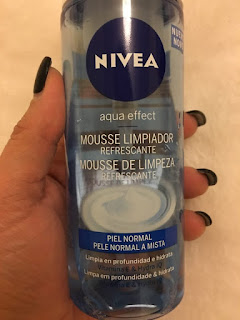 NIVEA
aqua effect
MOUSSE LIMPIADOR
REFRESCANTE
MOUSSE DE LIMPEZA
REFRESCANTE
PIEL NORMAL
PELE NORMAL A MISTA
Limpia en profundidad e hidrata
Limpa em profundidade & hidrata